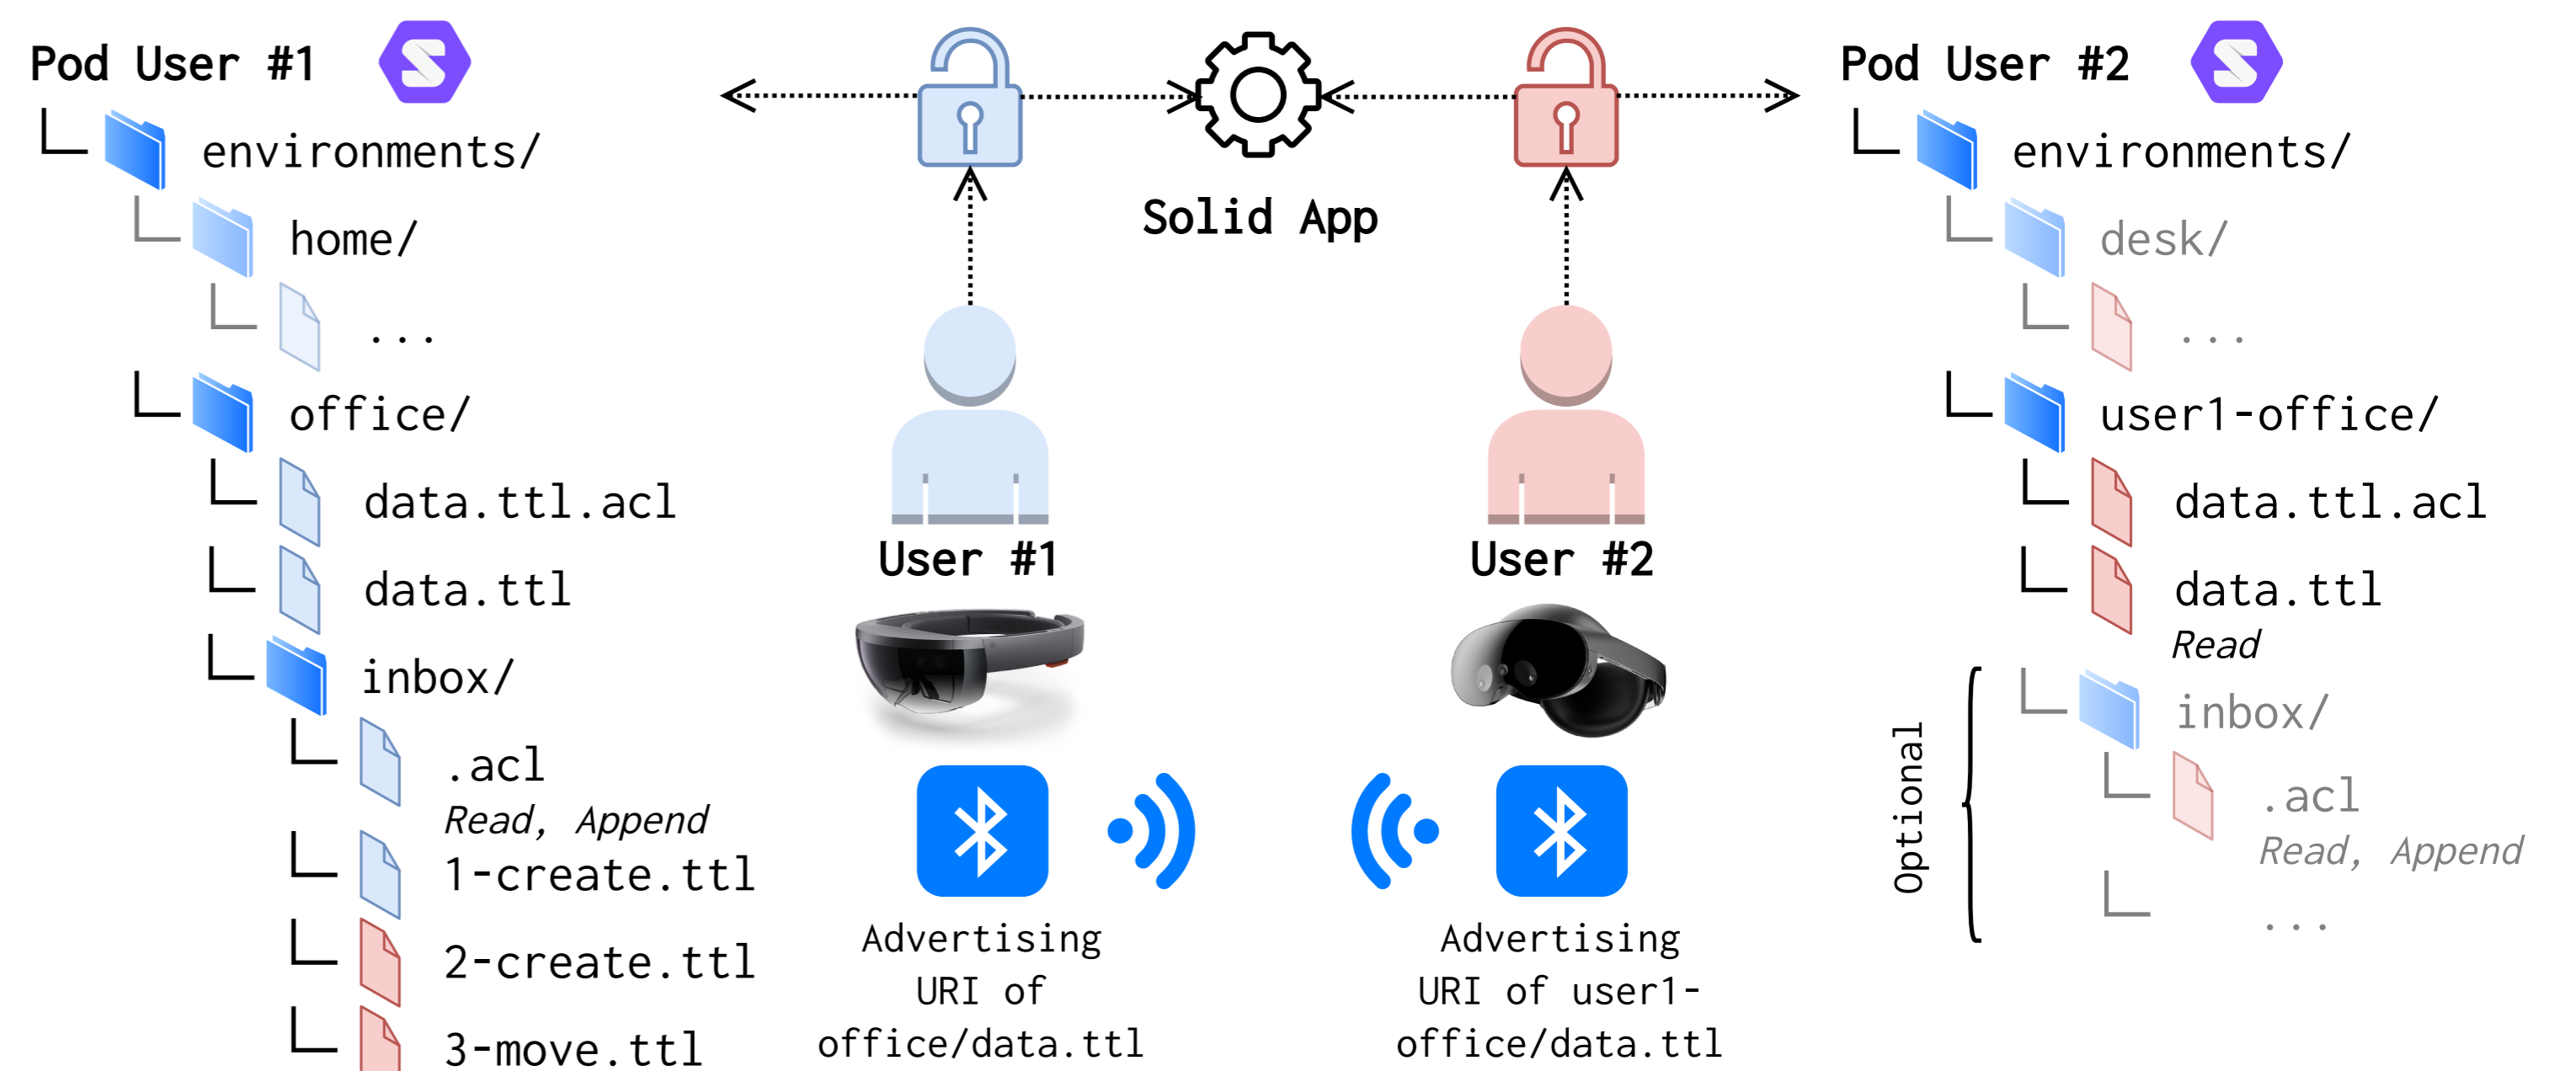 Pod User #1
environments/
home/
...
office/
data.ttl.acl
data.ttl
inbox/
.acl
Read, Append
1-create.ttl
2-create.ttl
3-move.ttl
Solid App
User #1
Advertising
URI of
office/data.ttl
User #2
Advertising
URI of user1-
office/data.ttl
Pod User #2
environments/
desk/
...
user1-office/
data.ttl.acl
data.ttl
Read
Optional
inbox/
.acl
Read, Append
...